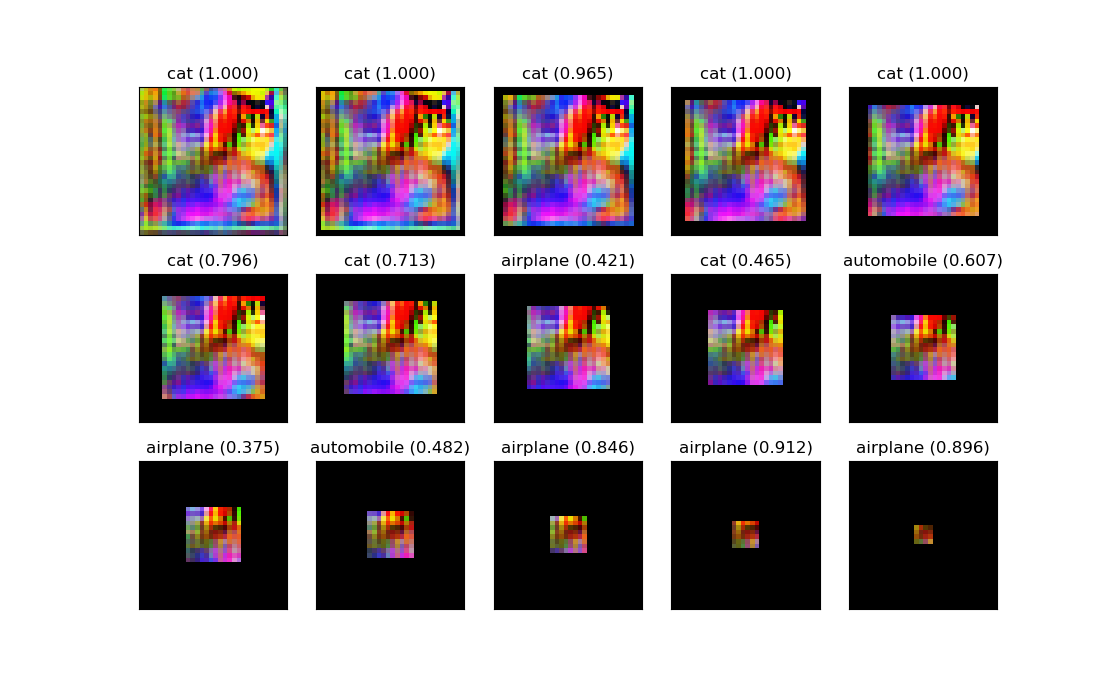 cat (1.000) cat (1.000) cat (0.965) cat (1.000) cat (1.000)
cat (0.796) cat (0.713) airplane (0.421) cat (0.465) automobile (0.607)
airplane (0.375) automobile (0.482) airplane (0.846) airplane (0.912) airplane (0.896)